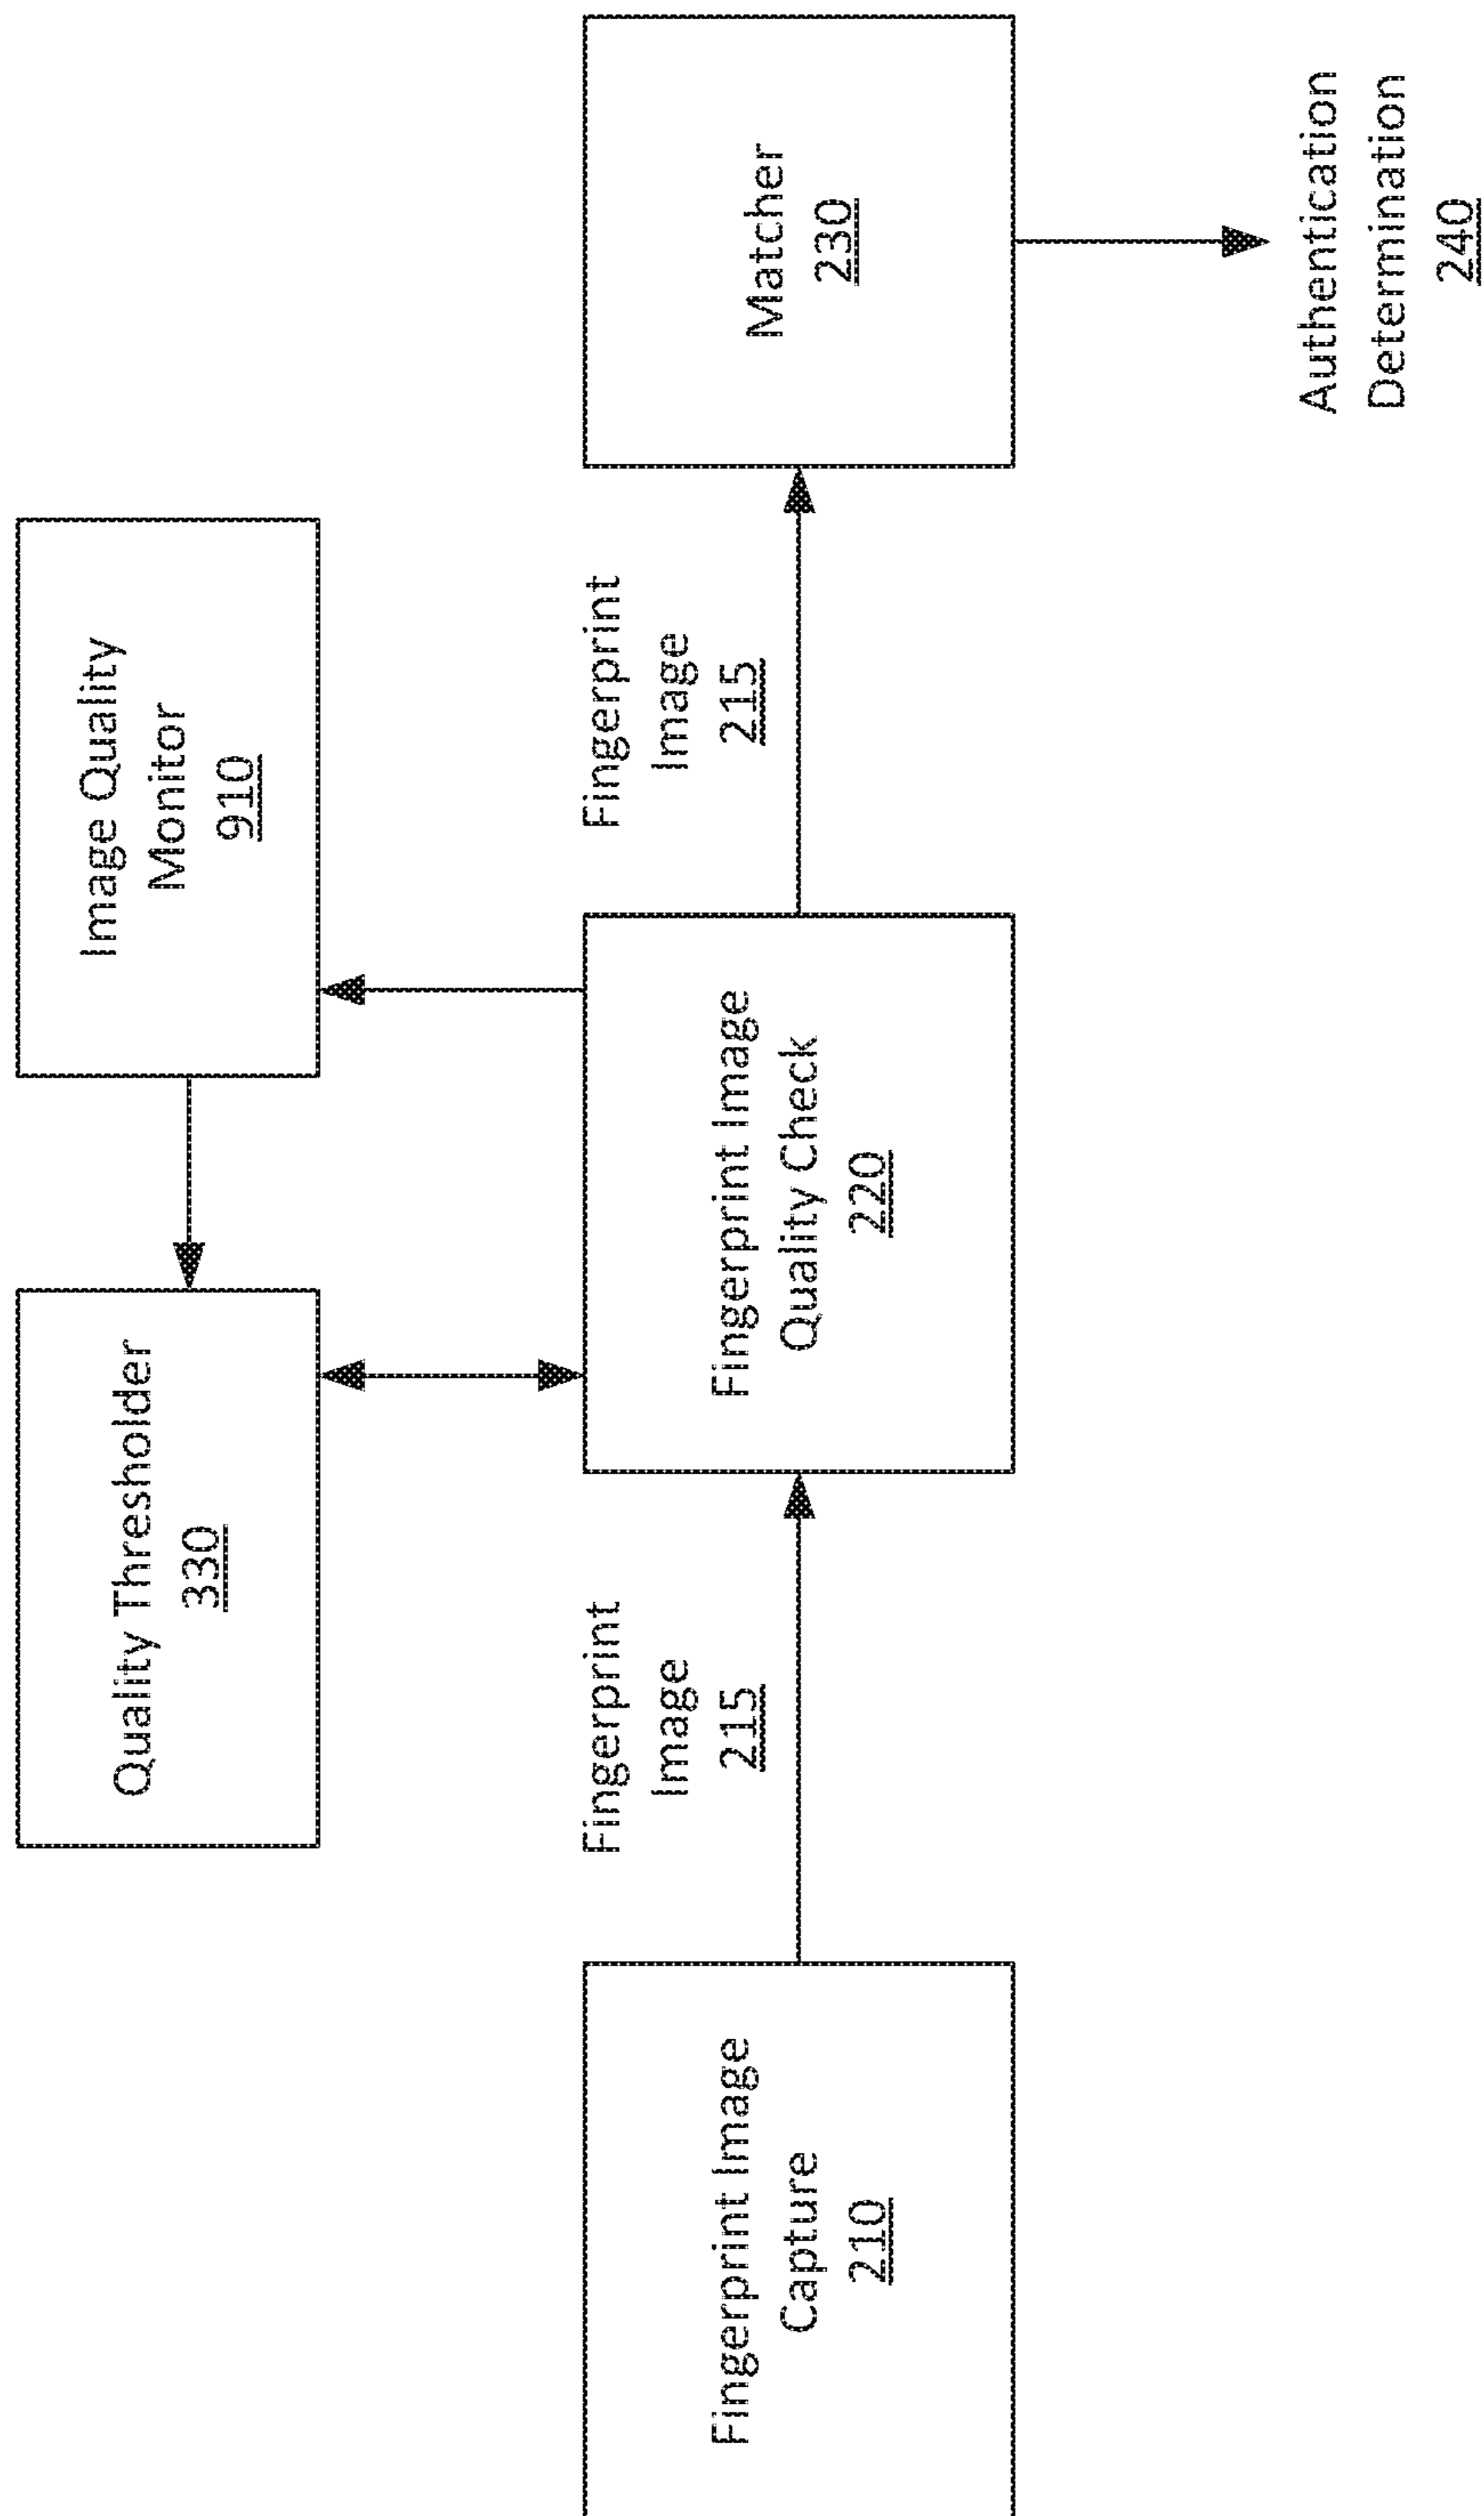 Quality Thresholder
330
Image Quality
Monitor
910
Fingerprint Image
Capture
210
Fingerprint
Image
215
Fingerprint Image
Quality Check
220
Fingerprint
Image
215
Matcher
230
Authentication
Determination
240